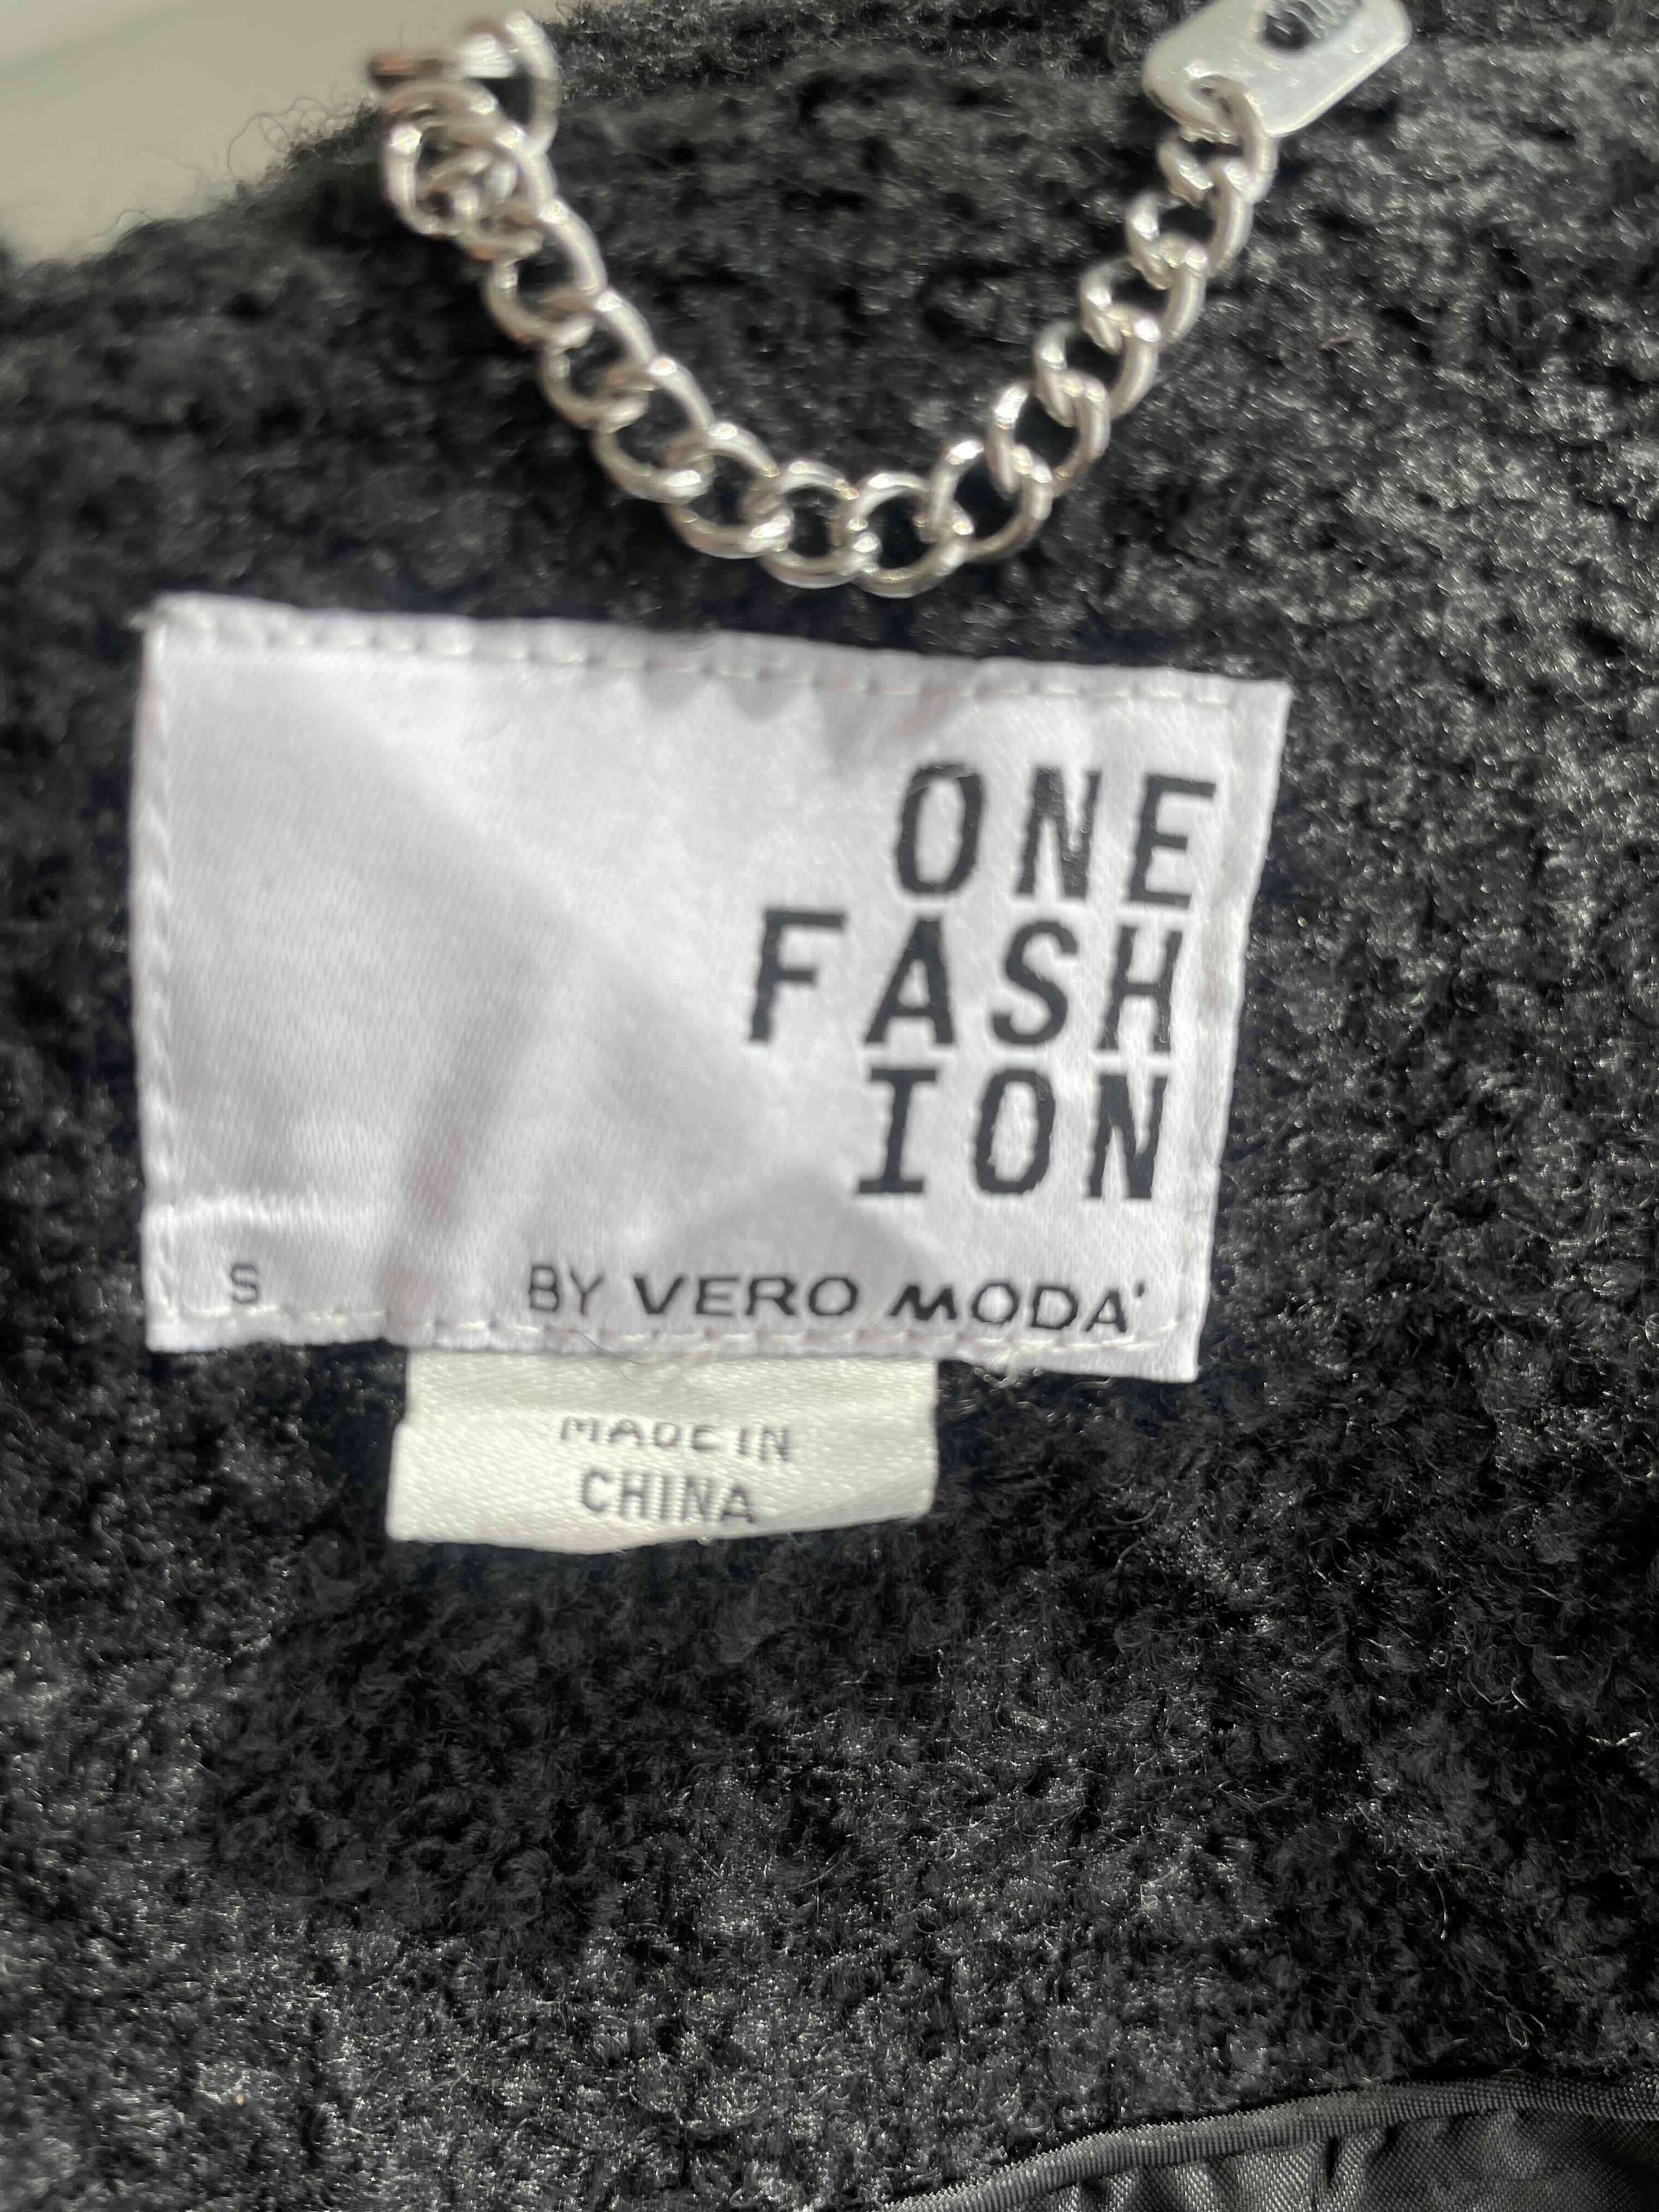 ONE
FASH
ION
S BY VERO MODA
MADE IN
CHINA